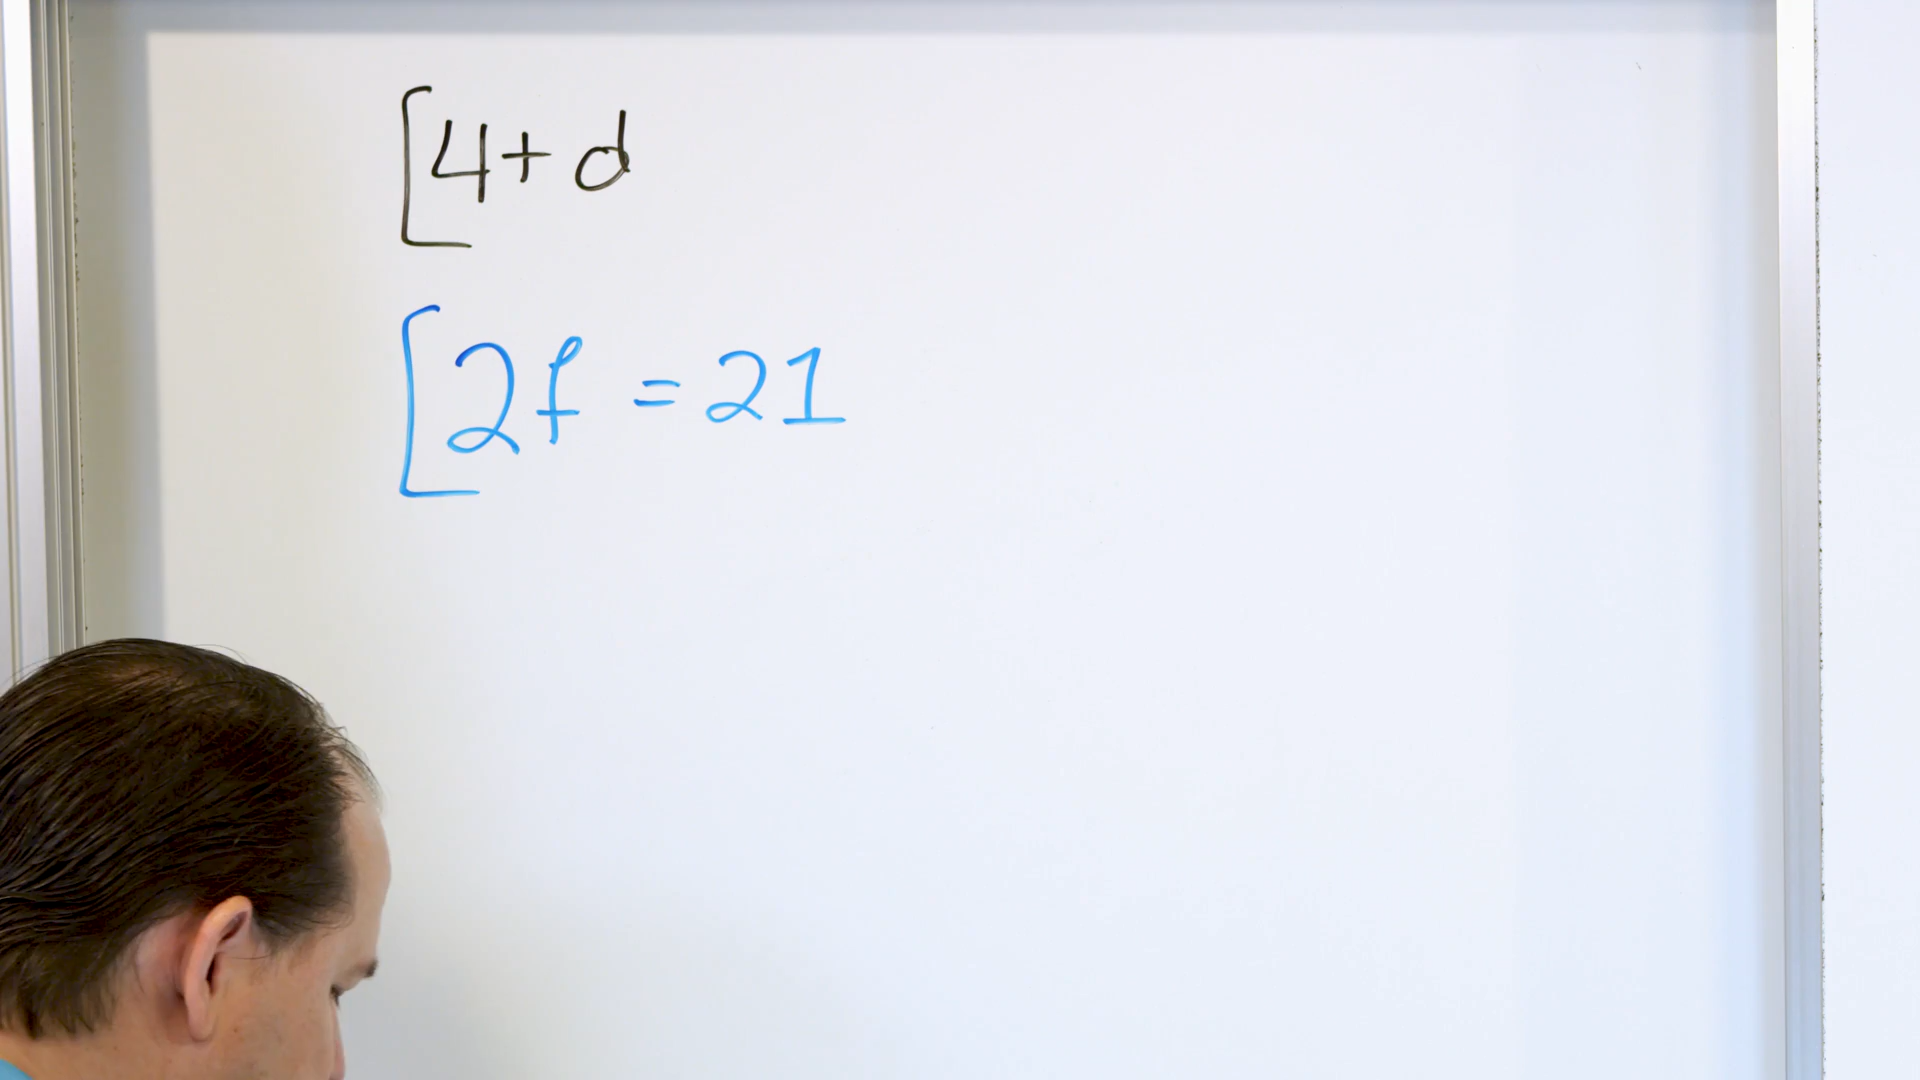 [4+d
[2f = 21